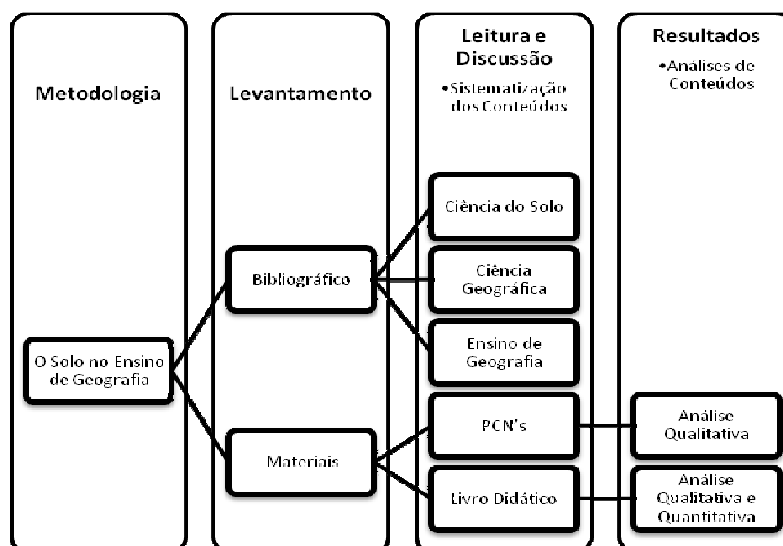 Metodologia
Levantamento
Leitura e
Discussão
•Sistematização
dos Conteúdos
Resultados
•Análises de
Conteúdos
O Solo no Ensino
de Geografia
Bibliográfico
Materiais
Ciência do Solo
Ciência
Geográfica
Ensino de
Geografia
PCN's
Livro Didático
Análise
Qualitativa
Análise
Qualitativa e
Quantitativa